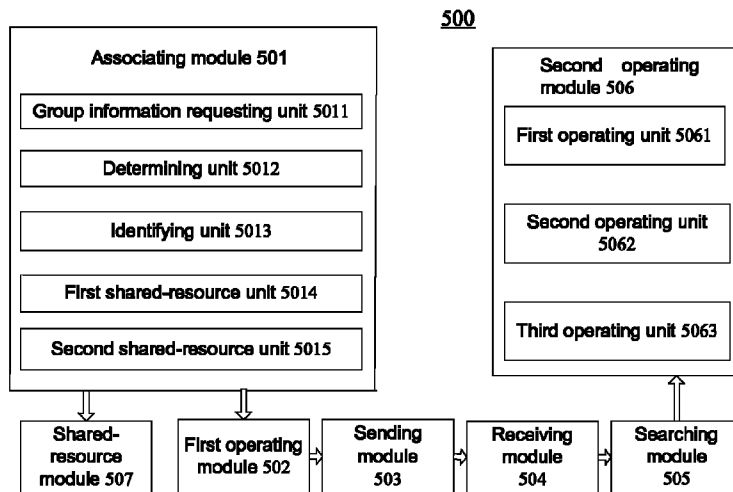 500
Associating module 501
Group information requesting unit 5011
Determining unit 5012
Identifying unit 5013
First shared-resource unit 5014
Second shared-resource unit 5015
Second operating
module 506
First operating unit 5061
Second operating unit
5062
Third operating unit 5063
Shared-
resource
module 507
First operating
module 502
Sending
module
503
Receiving
module
504
Searching
module
505